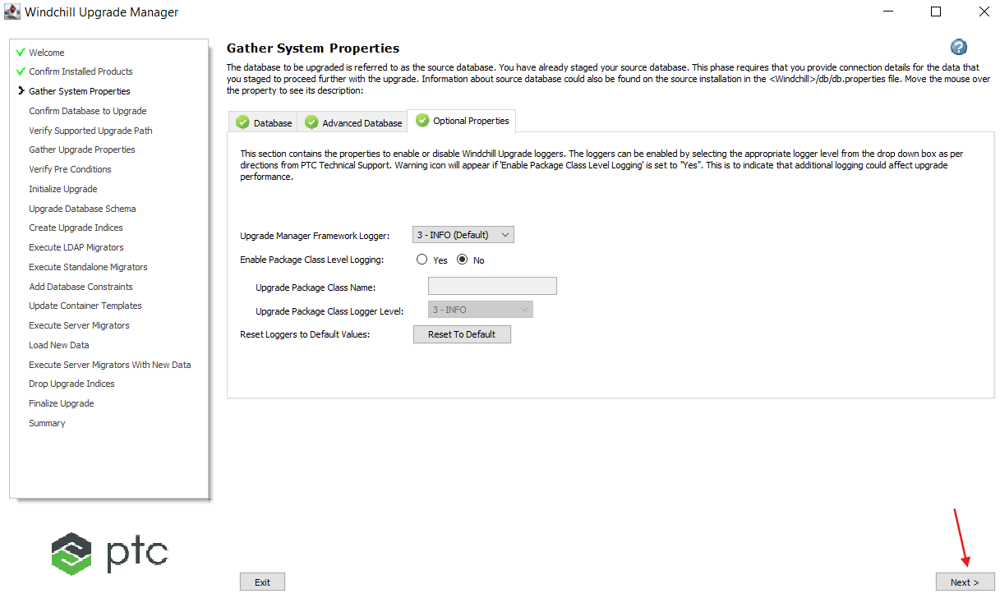 Windchill Upgrade Manager
Welcome
Confirm Installed Products
Gather System Properties
Confirm Database to Upgrade
Verify Supported Upgrade Path
Gather Upgrade Properties
Verify Pre Conditions
Initialize Upgrade
Upgrade Database Schema
Create Upgrade Indices
Execute LDAP Migrators
Execute Standalone Migrators
Add Database Constraints
Update Container Templates
Execute Server Migrators
Load New Data
Execute Server Migrators With New Data
Drop Upgrade Indices
Finalize Upgrade
Summary
ptc
Gather System Properties
?
The database to be upgraded is referred to as the source database. You have already staged your source database. This phase requires that you provide connection details for the data that
you staged to proceed further with the upgrade. Information about source database could also be found on the source installation in the <Windchill>/db/db.properties file. Move the mouse over
the property to see its description:
Database Advanced Database Optional Properties
This section contains the properties to enable or disable Windchill Upgrade loggers. The loggers can be enabled by selecting the appropriate logger level from the drop down box as per
directions from PTC Technical Support. Warning icon will appear if 'Enable Package Class Level Logging' is set to "Yes". This is to indicate that additional logging could affect upgrade
performance.
Upgrade Manager Framework Logger: 3 - INFO (Default)
Enable Package Class Level Logging: Yes No
Upgrade Package Class Name:
Upgrade Package Class Logger Level: 3 - INFO
Reset Loggers to Default Values: Reset To Default
Exit Next >